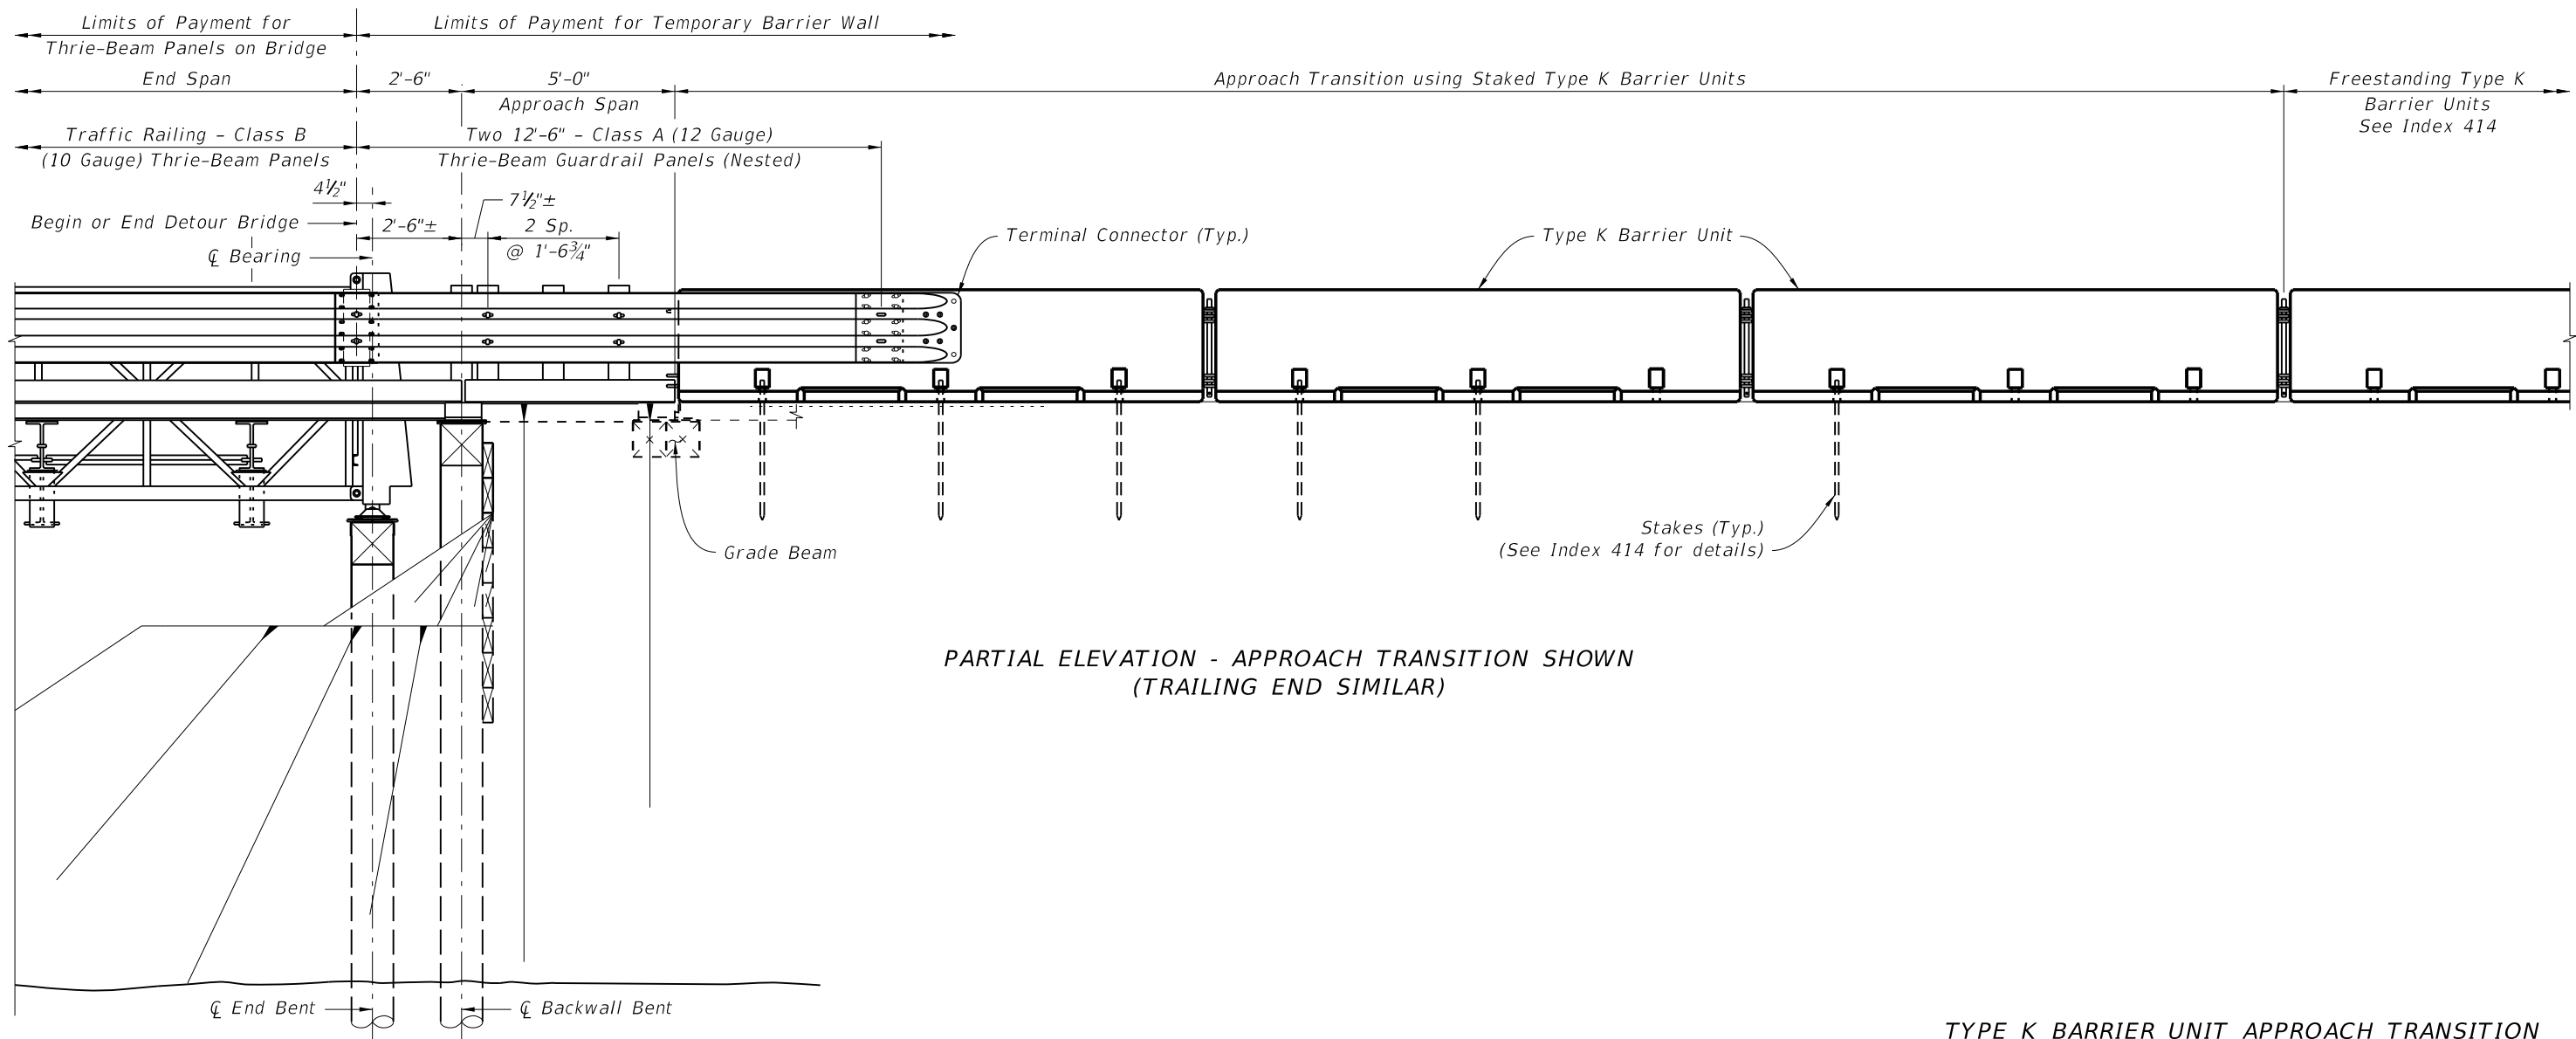 Limits of Payment for
Thrie-Beam Panels on Bridge
Limits of Payment for Temporary Barrier Wall
End Span
2'-6"
5'-0"
Approach Span
Approach Transition using Staked Type K Barrier Units
Freestanding Type K
Barrier Units
See Index 414
Traffic Railing - Class B
(10 Gauge) Thrie-Beam Panels
Two 12'-6" - Class A (12 Gauge)
Thrie-Beam Guardrail Panels (Nested)
4½"
7½"±
Begin or End Detour Bridge
2'-6"±
2 Sp.
@ 1'-6¾"
℄ Bearing
Terminal Connector (Typ.)
Type K Barrier Unit
Grade Beam
Stakes (Typ.)
(See Index 414 for details)
PARTIAL ELEVATION - APPROACH TRANSITION SHOWN
(TRAILING END SIMILAR)
℄ End Bent
℄ Backwall Bent
TYPE K BARRIER UNIT APPROACH TRANSITION